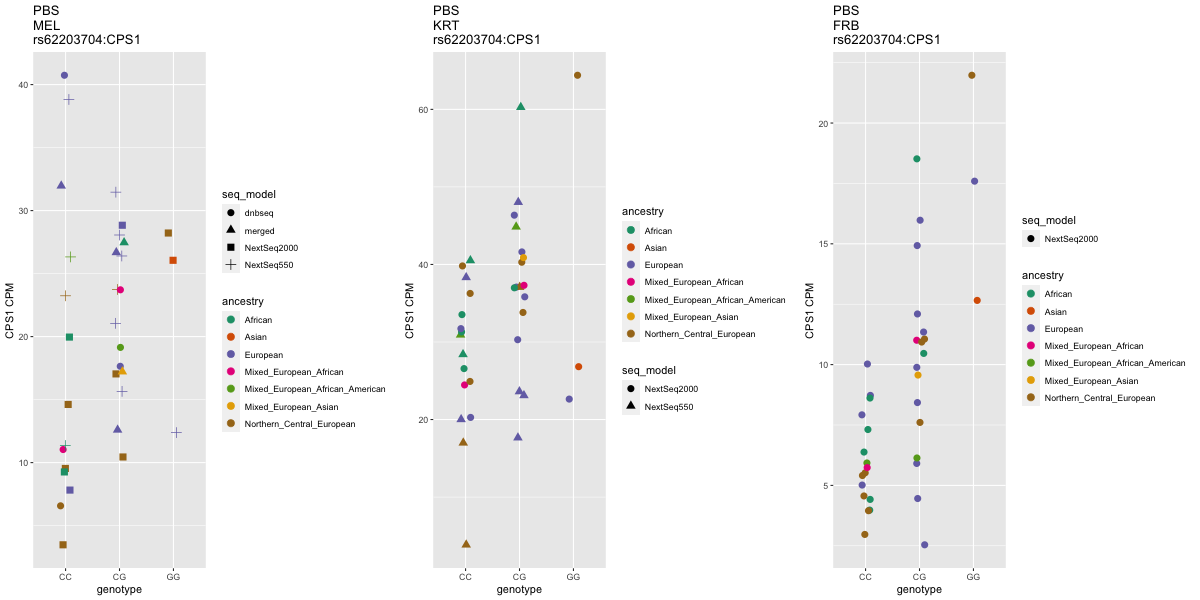 PBS
MEL
rs62203704:CPS1
40
30
20
10
CPS1 CPM
CC
CG
GG
genotype
seq_model
dnbseq
merged
NextSeq2000
NextSeq550
ancestry
African
Asian
European
Mixed_European_African
Mixed_European_African_American
Mixed_European_Asian
Northern_Central_European
PBS
KRT
rs62203704:CPS1
60
40
20
CPS1 CPM
CC
CG
GG
genotype
ancestry
African
Asian
European
Mixed_European_African
Mixed_European_African_American
Mixed_European_Asian
Northern_Central_European
seq_model
NextSeq2000
NextSeq550
PBS
FRB
rs62203704:CPS1
20
15
10
5
CPS1 CPM
CC
CG
GG
genotype
seq_model
NextSeq2000
ancestry
African
Asian
European
Mixed_European_African
Mixed_European_African_American
Mixed_European_Asian
Northern_Central_European